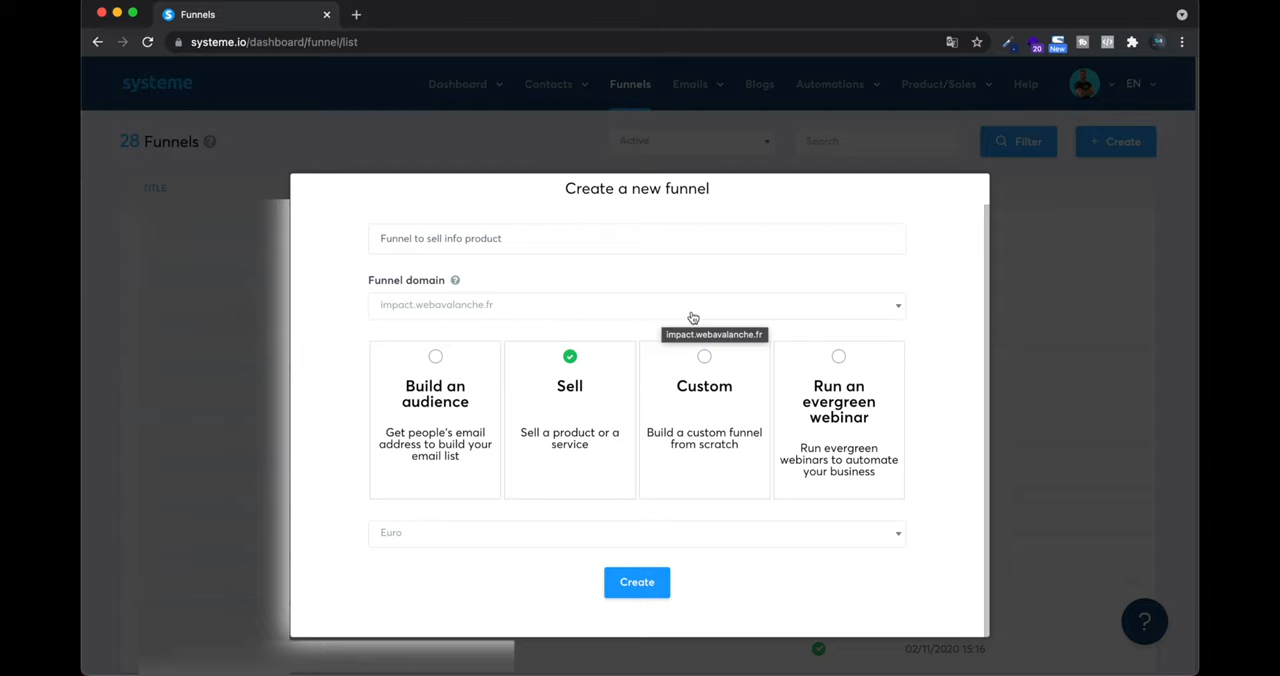 Funnels
systeme.io/dashboard/funnel/list
20
New
systeme
Dashboard
Contacts
Funnels
Emails
Blogs
Automations
Product/Sales
Help
EN
28 Funnels ?
Active
Search
Filter
Create
TITLE
Create a new funnel
Funnel to sell info product
Funnel domain ?
impact.webavalanche.fr
impact.webavalanche.fr
Build an
audience
Get people's email
address to build your
email list
Sell
Sell a product or a
service
Custom
Build a custom funnel
from scratch
Run an
evergreen
webinar
Run evergreen
webinars to automate
your business
Euro
Create
?
02/11/2020 15:16